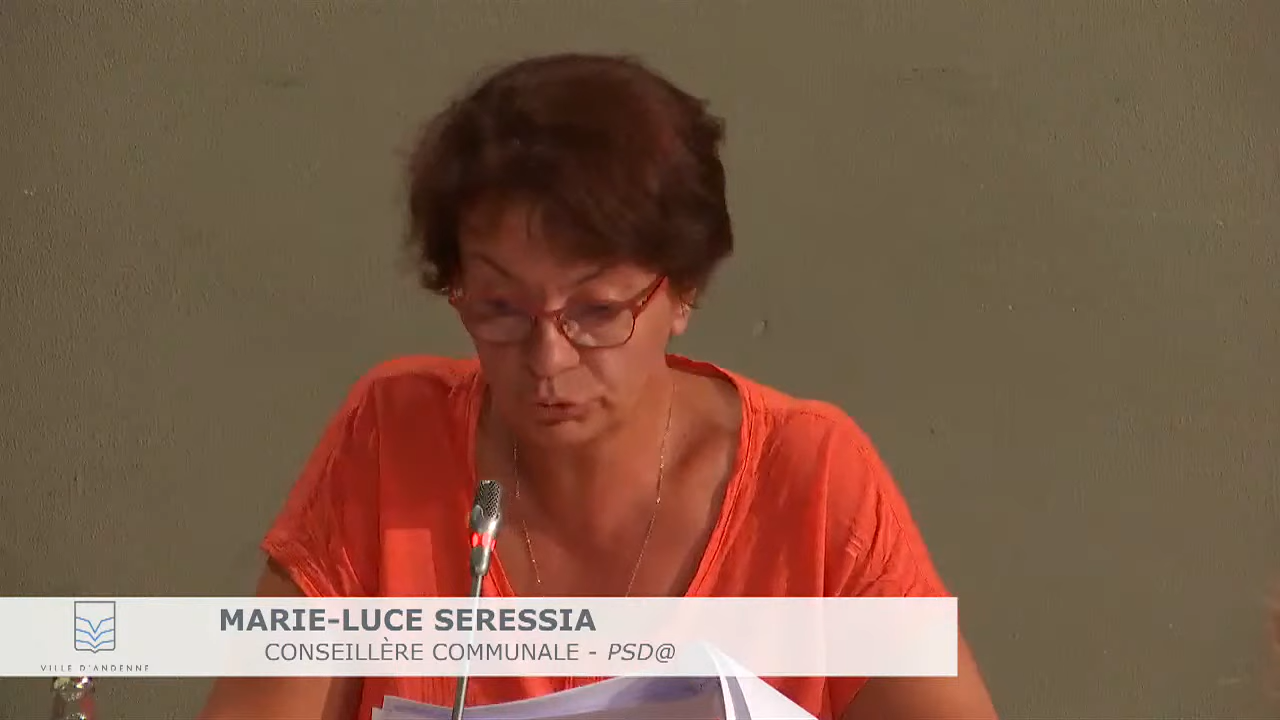 MARIE-LUCE SERESSIA
CONSEILLÈRE COMMUNALE - PSD@
VILLE D'ANDENNE